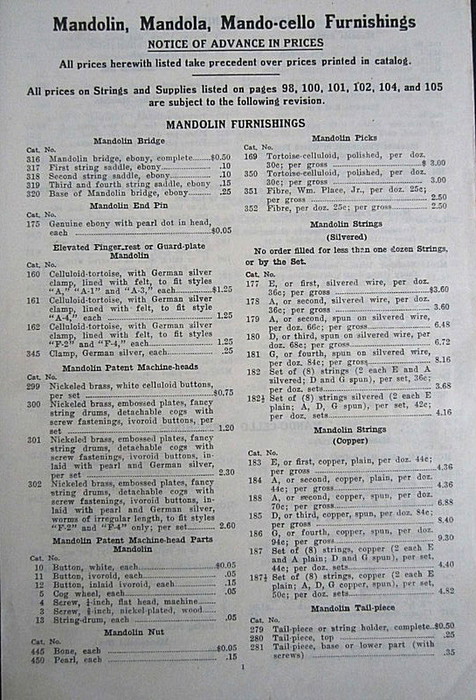 Mandolin, Mandola, Mando-cello Furnishings
NOTICE OF ADVANCE IN PRICES
All prices herewith listed take precedent over prices printed in catalog.
All prices on Strings and Supplies listed on pages 98, 100, 101, 102, 104, and 105
are subject to the following revision.
MANDOLIN FURNISHINGS
Mandolin Bridge
Cat. No.
316 Mandolin bridge, ebony, complete......$0.50
317 First string saddle, ebony..............10
318 Second string saddle, ebony............10
319 Third and fourth string saddle, ebony .15
320 Base of Mandolin bridge, ebony.......25
Mandolin End Pin
Cat. No.
175 Genuine ebony with pearl dot in head,
each ......$0.05
Elevated Finger-rest or Guard-plate
Mandolin
Cat. No.
160 Celluloid-tortoise, with German silver
clamp, lined with felt, to fit styles
"A," "A-1" and "A-3," each......$1.25
161 Celluloid-tortoise, with German silver
clamp, lined with felt, to fit style
"A-4," each ...... 1.25
162 Celluloid-tortoise, with German silver
clamp, lined with felt, to fit styles
"F-2" and "F-4," each...... 1.25
345 Clamp, German silver, each...... .25
Mandolin Patent Machine-heads
Cat. No.
299 Nickeled brass, white celluloid buttons,
per set ......$0.75
300 Nickeled brass, embossed plates, fancy
string drums, detachable cogs with
screw fastenings, ivoroid buttons, per
set ...... 1.20
301 Nickeled brass, embossed plates, fancy
string drums, detachable cogs with
screw fastenings, ivoroid buttons, in-
laid with pearl and German silver,
per set ...... 2.30
302 Nickeled brass, embossed plates, fancy
string drums, detachable cogs with
screw fastenings, ivoroid buttons, in-
laid with pearl and German silver,
worms of irregular length, to fit styles
"F-2" and "F-4" only; per set...... 2.60
Mandolin Patent Machine-head Parts
Mandolin
Cat. No.
10 Button, white, each......$0.05
11 Button, ivoroid, each...... .05
12 Button, inlaid ivoroid, each...... .15
5 Cog wheel, each...... .05
4 Screw, -inch, flat head, machine......
3 Screw, -inch, nickel-plated, wood......
13 String-drum, each...... .05
Mandolin Nut
Cat. No.
445 Bone, each ......$0.05
450 Pearl, each...... .15
Mandolin Picks
Cat. No.
169 Tortoise-celluloid, polished, per doz.
30c; per gross ......$ 3.00
350 Tortoise-celluloid, polished, per doz.
30c; per gross ...... 3.00
351 Fibre, Wm. Place, Jr., per doz. 25c;
per gross ...... 2.50
352 Fibre, per doz. 25c; per gross...... 2.50
Mandolin Strings
(Silvered)
No order filled for less than one dozen Strings,
or by the Set.
Cat. No.
177 E, or first, silvered wire, per doz.
36c; per gross ......$3.60
178 A, or second, silvered wire, per doz.
36c; per gross ...... 3.60
179 A, or second, spun on silvered wire,
per doz. 66c; per gross...... 6.48
180 D, or third, spun on silvered wire, per
doz. 68c; per gross...... 6.72
181 G, or fourth, spun on silvered wire,
per doz. 84c; per gross...... 8.16
182 Set of (8) strings (2 each E and A
silvered; D and G spun), per set, 36c;
per doz. sets...... 3.68
182½ Set of (8) strings silvered (2 each E
plain; A, D, G spun), per set, 42c;
per doz. sets...... 4.16
Mandolin Strings
(Copper)
Cat. No.
183 E, or first, copper, plain, per doz. 44c;
per gross ...... 4.36
184 A, or second, copper, plain, per doz.
44c; per gross ...... 4.36
188 A, or second, copper, spun, per doz.
70c; per gross...... 6.88
185 D, or third, copper, spun, per doz. 84c;
per gross ...... 8.40
186 G, or fourth, copper, spun, per doz.
94c; per gross...... 9.30
187 Set of (8) strings, copper (2 each E
and A plain; D and G spun), per set,
44c; per doz. sets...... 4.40
187½ Set of (8) strings, copper (2 each E
plain; A, D, G copper, spun), per set,
50c; per doz. sets...... 4.82
Mandolin Tail-piece
Cat. No.
279 Tail-piece or string holder, complete..$0.50
280 Tail-piece, top ...... .25
281 Tail-piece, base or lower part (with
screws) ...... .35
1